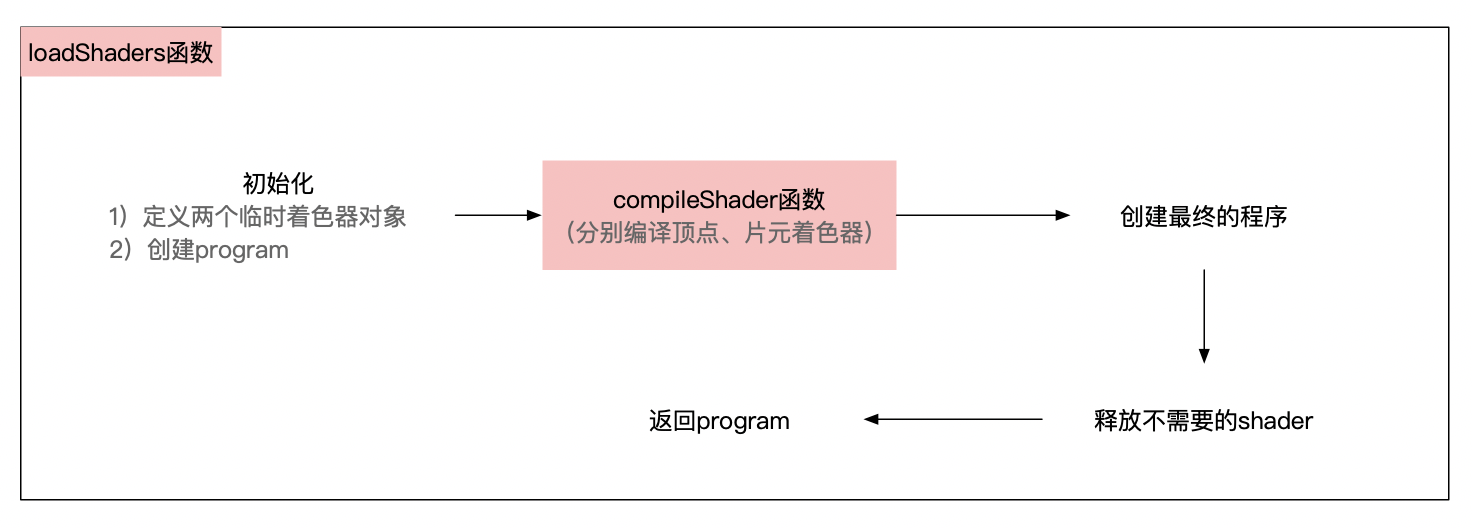 loadShaders函数
初始化
1）定义两个临时着色器对象
2）创建program
compileShader函数
（分别编译顶点、片元着色器）
创建最终的程序
释放不需要的shader
返回program